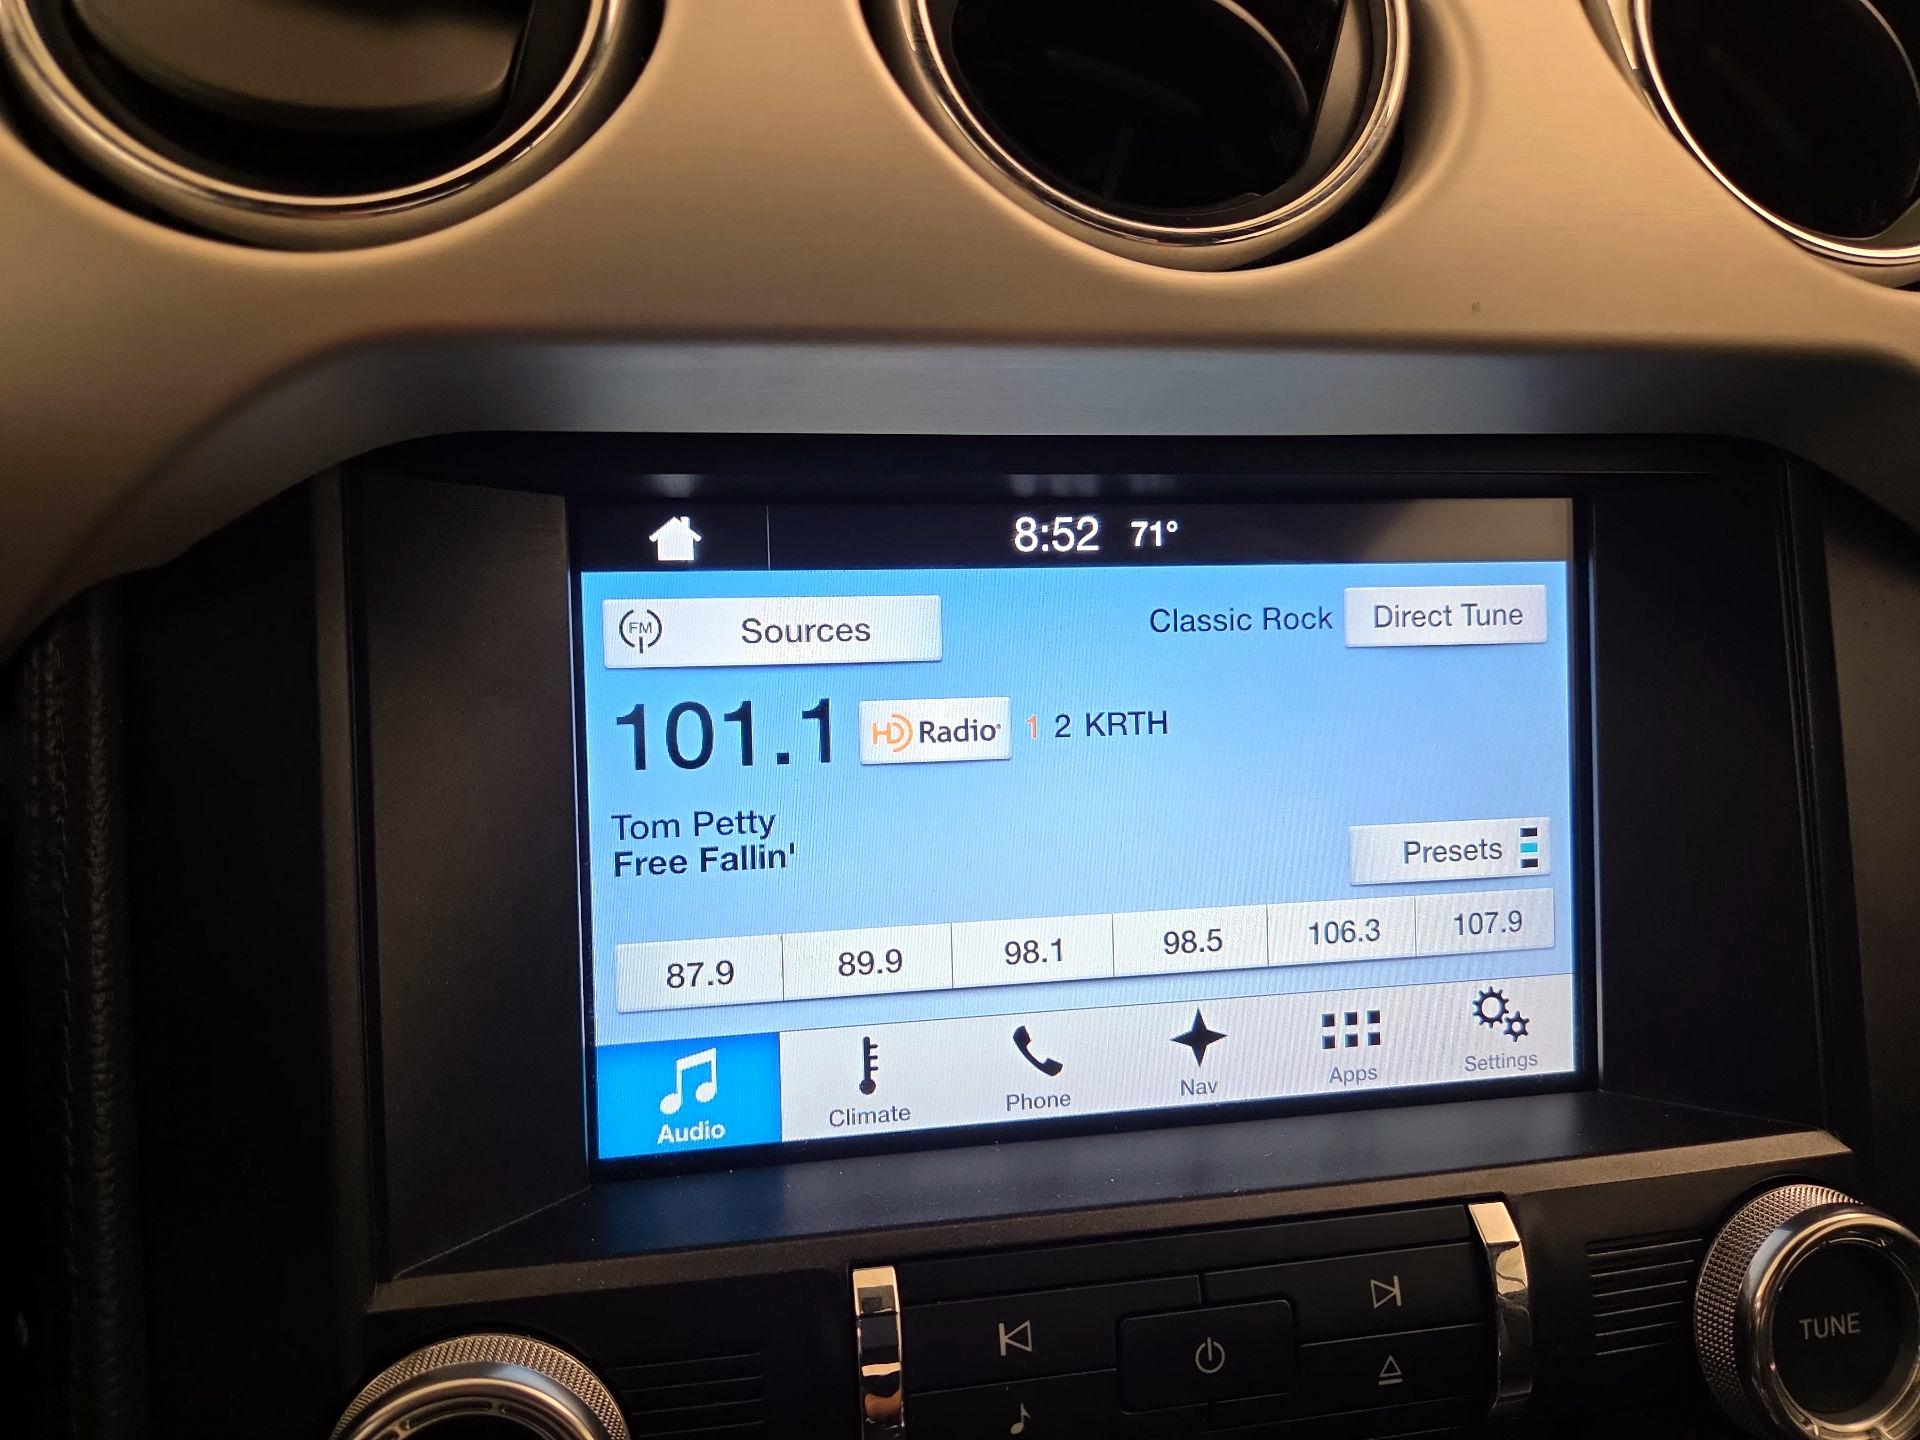 8:52 71°
FM Sources
Classic Rock Direct Tune
101.1 HD Radio® 1 2 KRTH
Tom Petty
Free Fallin'
Presets
87.9 89.9 98.1 98.5 106.3 107.9
Audio Climate Phone Nav Apps Settings
TUNE